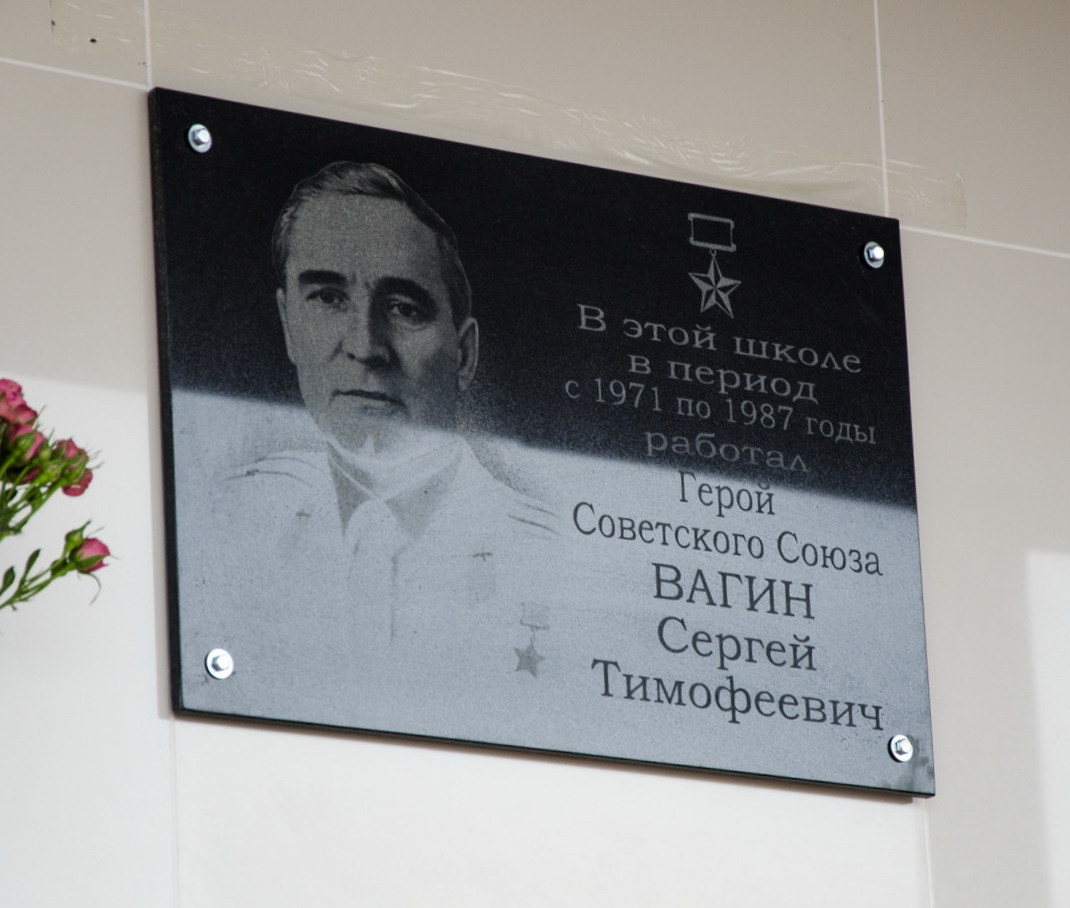 В этой школе
в период
с 1971 по 1987 годы
работал
Герой
Советского Союза
ВАГИН
Сергей
Тимофеевич